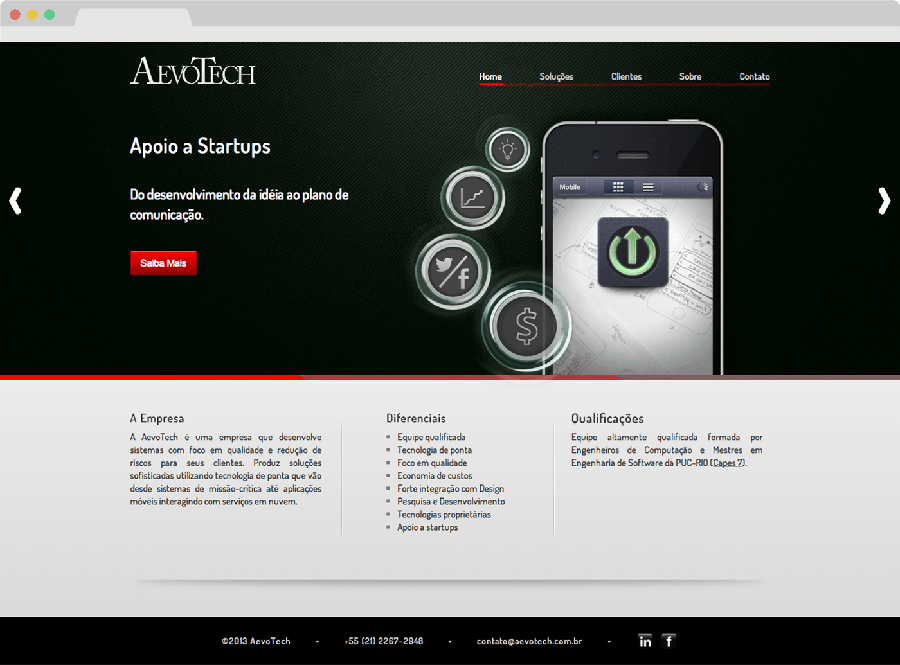 AEVOTECH
Home Soluções Clientes Sobre Contato
Apoio a Startups
Do desenvolvimento da idéia ao plano de
comunicação.
Saiba Mais
Mobile
A Empresa
A AevoTech é uma empresa que desenvolve
sistemas com foco em qualidade e redução de
riscos para seus clientes. Produz soluções
sofisticadas utilizando tecnologia de ponta que vão
desde sistemas de missão-crítica até aplicações
móveis interagindo com serviços em nuvem.
Diferenciais
Equipe qualificada
Tecnologia de ponta
Foco em qualidade
Economia de custos
Forte integração com Design
Pesquisa e Desenvolvimento
Tecnologias proprietárias
Apoio a startups
Qualificações
Equipe altamente qualificada formada por
Engenheiros de Computação e Mestres em
Engenharia de Software da PUC-RIO (Capes 7).
©2013 AevoTech - +55 (21) 2267-2848 - contato@aevotech.com.br -